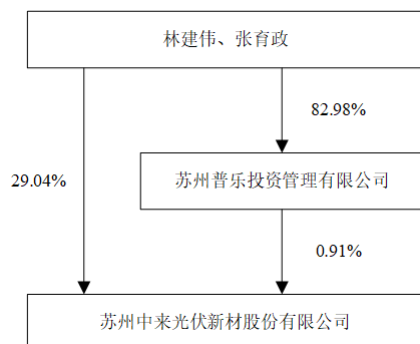 林建伟、张育政
82.98%
苏州普乐投资管理有限公司
29.04%
0.91%
苏州中来光伏新材股份有限公司